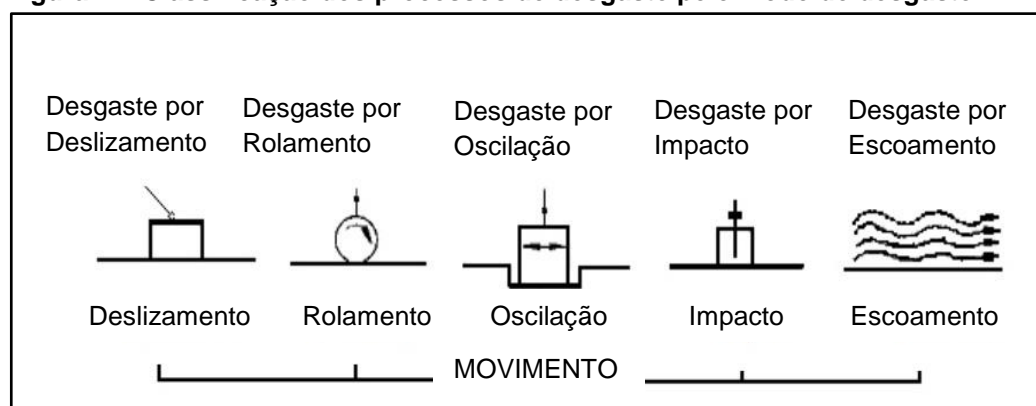 Desgaste por Desgaste por Desgaste por Desgaste por Desgaste por
Deslizamento Rolamento Oscilação Impacto Escoamento
Deslizamento Rolamento Oscilação Impacto Escoamento
MOVIMENTO